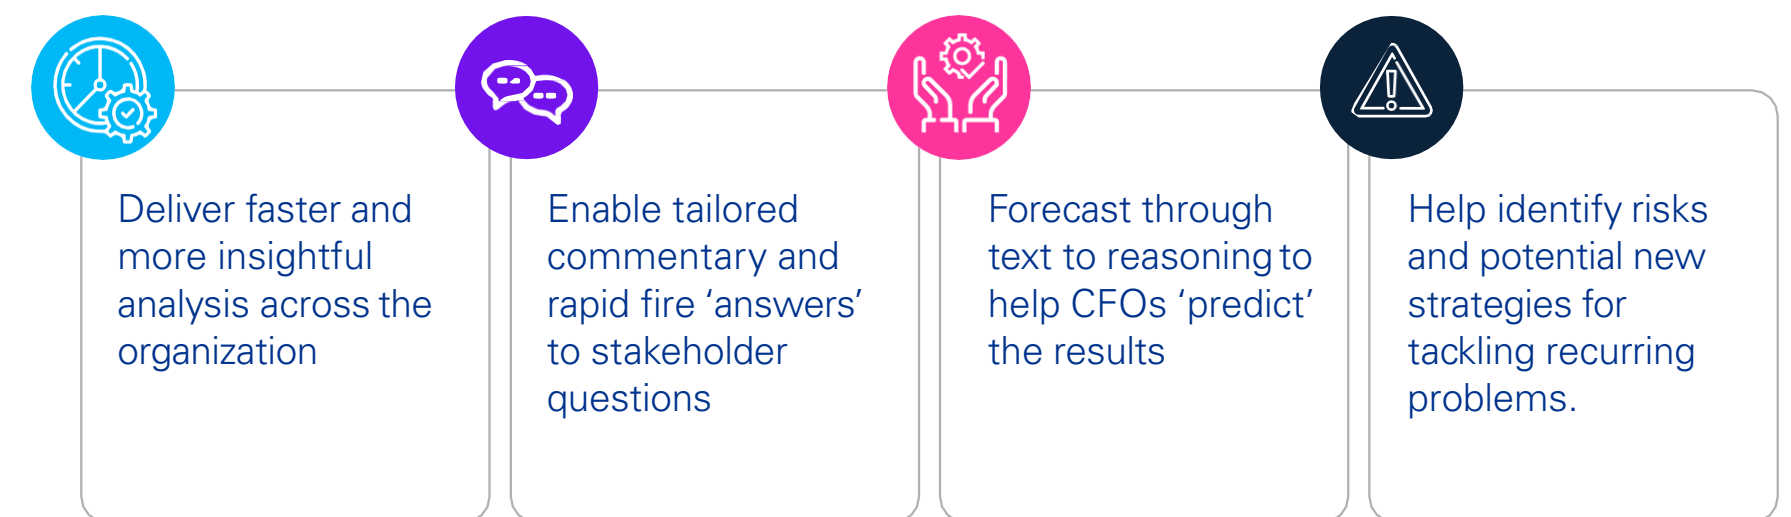 Deliver faster and
more insightful
analysis across the
organization
Enable tailored
commentary and
rapid fire ‘answers’
to stakeholder
questions
Forecast through
text to reasoning to
help CFOs ‘predict’
the results
Help identify risks
and potential new
strategies for
tackling recurring
problems.